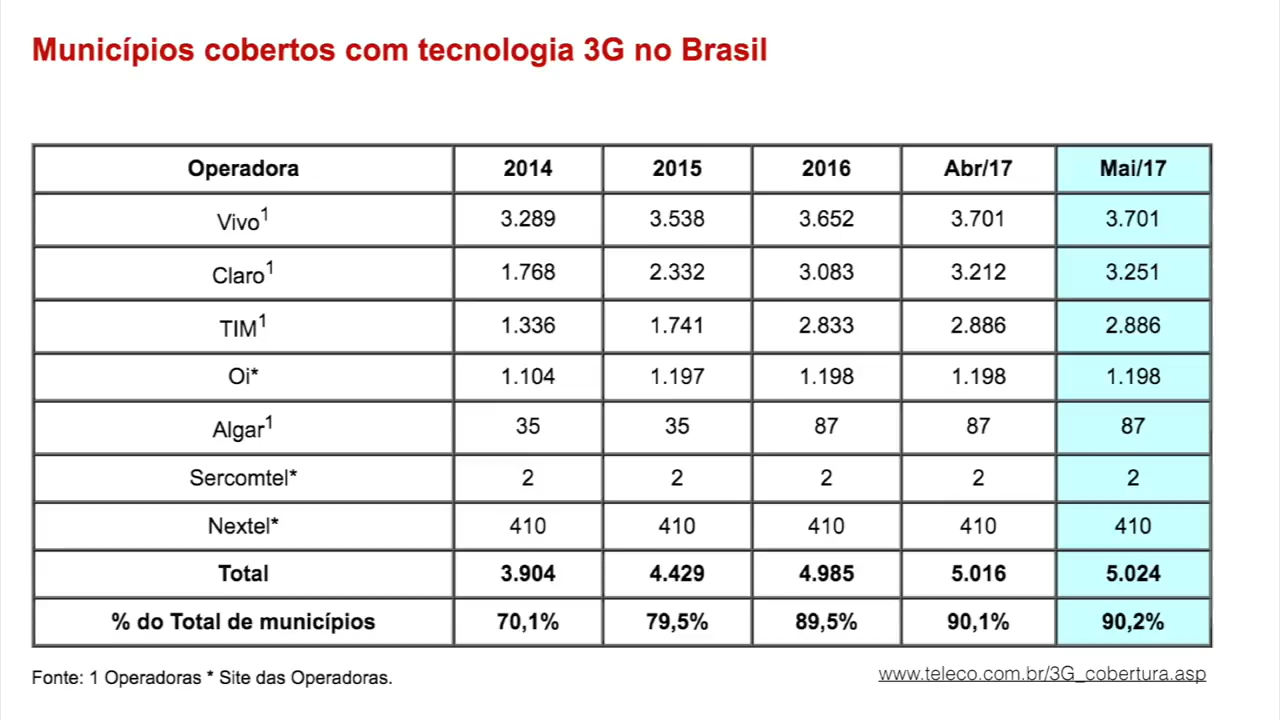 Municípios cobertos com tecnologia 3G no Brasil
Operadora 2014 2015 2016 Abr/17 Mai/17
Vivo1 3.289 3.538 3.652 3.701 3.701
Claro1 1.768 2.332 3.083 3.212 3.251
TIM1 1.336 1.741 2.833 2.886 2.886
Oi* 1.104 1.197 1.198 1.198 1.198
Algar1 35 35 87 87 87
Sercomtel* 2 2 2 2 2
Nextel* 410 410 410 410 410
Total 3.904 4.429 4.985 5.016 5.024
% do Total de municípios 70,1% 79,5% 89,5% 90,1% 90,2%
Fonte: 1 Operadoras * Site das Operadoras.
www.teleco.com.br/3G_cobertura.asp